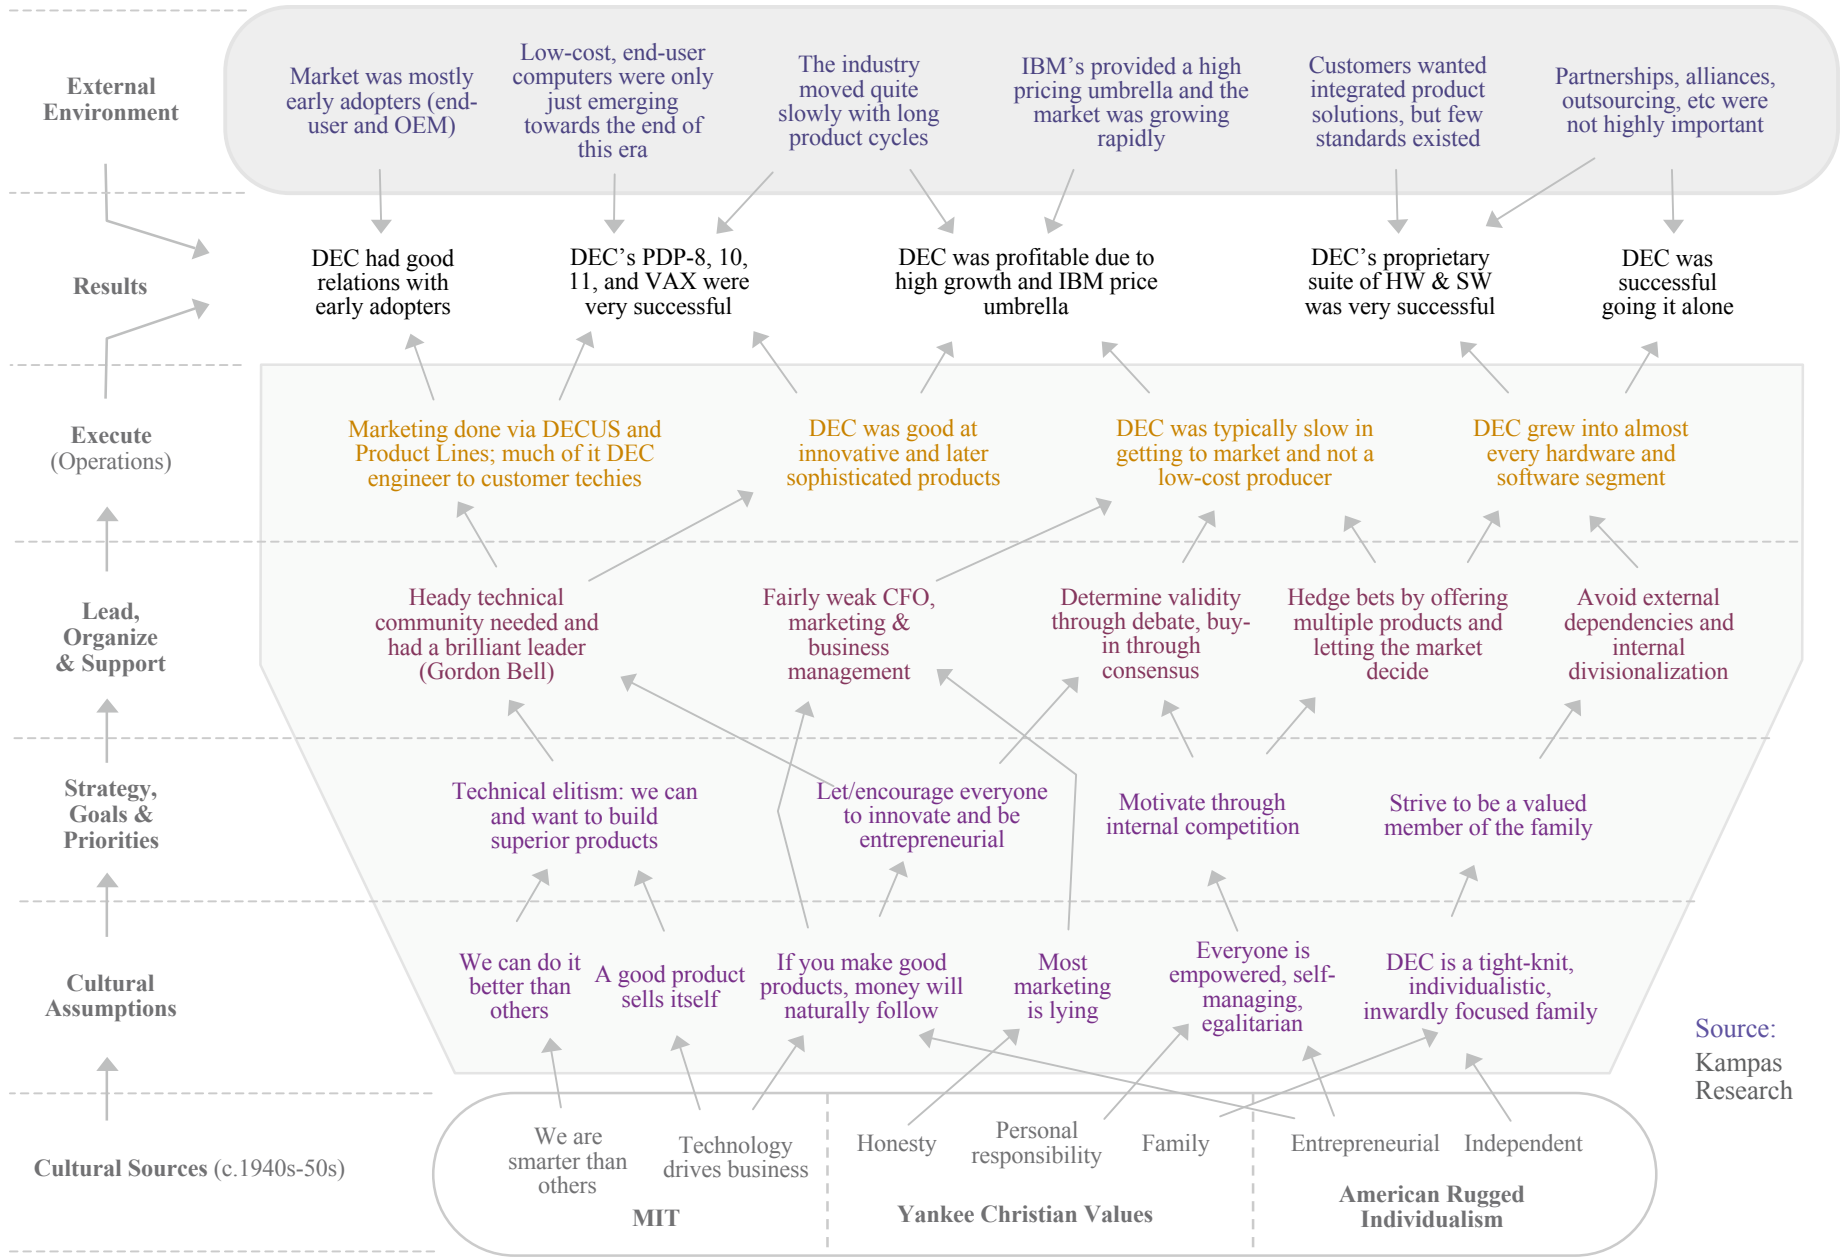 External
Environment
Market was mostly
early adopters (end-
user and OEM)
Low-cost, end-user
computers were only
just emerging
towards the end of
this era
The industry
moved quite
slowly with long
product cycles
IBM’s provided a high
pricing umbrella and the
market was growing
rapidly
Customers wanted
integrated product
solutions, but few
standards existed
Partnerships, alliances,
outsourcing, etc were
not highly important
Results
DEC had good
relations with
early adopters
DEC’s PDP-8, 10,
11, and VAX were
very successful
DEC was profitable due to
high growth and IBM price
umbrella
DEC’s proprietary
suite of HW & SW
was very successful
DEC was
successful
going it alone
Execute
(Operations)
Marketing done via DECUS and
Product Lines; much of it DEC
engineer to customer techies
DEC was good at
innovative and later
sophisticated products
DEC was typically slow in
getting to market and not a
low-cost producer
DEC grew into almost
every hardware and
software segment
Lead,
Organize
& Support
Heady technical
community needed and
had a brilliant leader
(Gordon Bell)
Fairly weak CFO,
marketing &
business
management
Determine validity
through debate, buy-
in through
consensus
Hedge bets by offering
multiple products and
letting the market
decide
Avoid external
dependencies and
internal
divisionalization
Strategy,
Goals &
Priorities
Technical elitism: we can
and want to build
superior products
Let/encourage everyone
to innovate and be
entrepreneurial
Motivate through
internal competition
Strive to be a valued
member of the family
Cultural
Assumptions
We can do it
better than
others
A good product
sells itself
If you make good
products, money will
naturally follow
Most
marketing
is lying
Everyone is
empowered, self-
managing,
egalitarian
DEC is a tight-knit,
individualistic,
inwardly focused family
Source:
Kampas
Research
Cultural Sources (c.1940s-50s)
We are
smarter than
others
Technology
drives business
MIT
Honesty
Personal
responsibility
Family
Yankee Christian Values
Entrepreneurial
Independent
American Rugged
Individualism